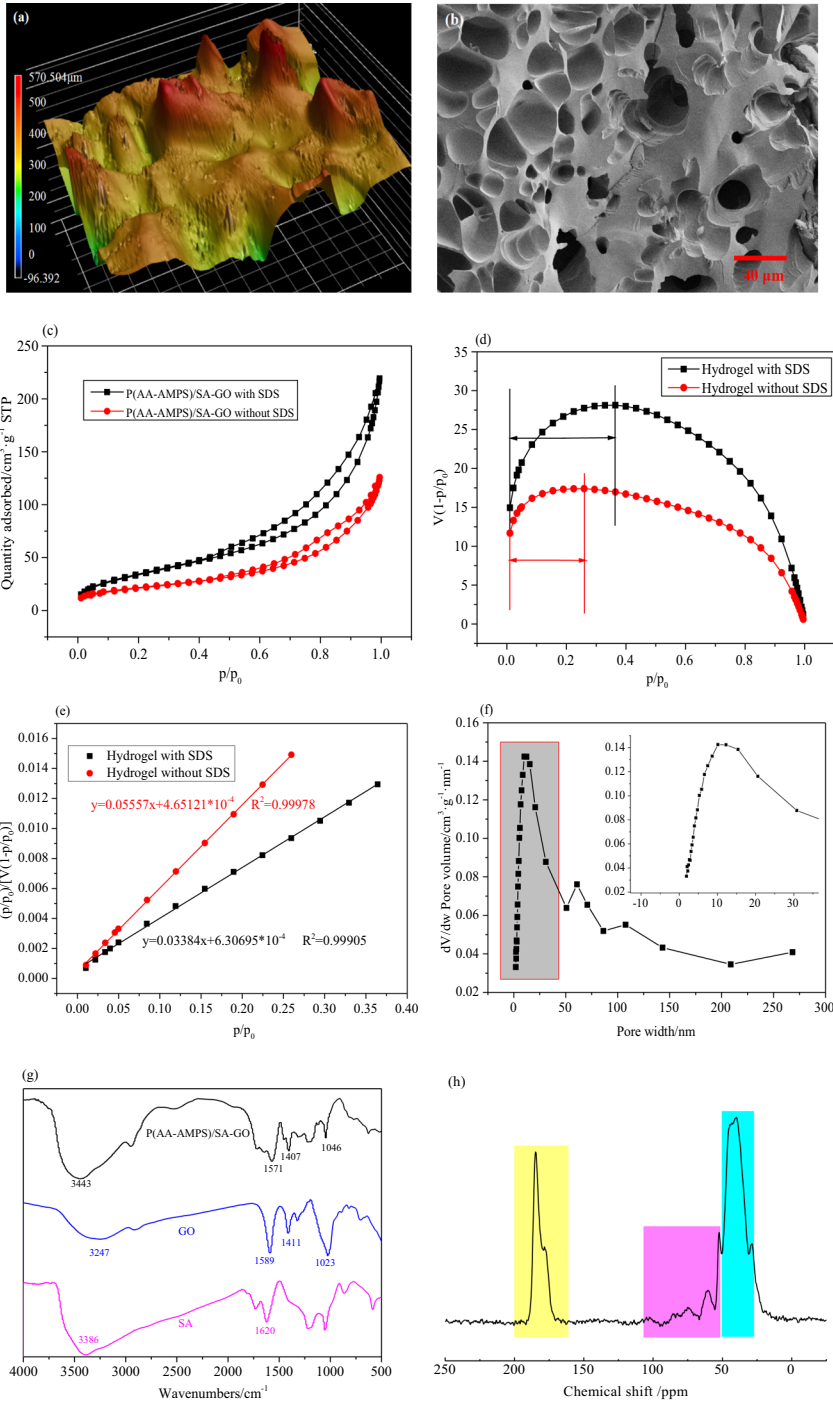 (a)
570.504μm
500
400
300
200
100
0
-96.392
(b)
40 μm
(c)
250
200
150
100
50
0
Quantity adsorbed/cm³·g⁻¹ STP
P(AA-AMPS)/SA-GO with SDS
P(AA-AMPS)/SA-GO without SDS
0.0 0.2 0.4 0.6 0.8 1.0
p/p₀
(d)
35
30
25
20
15
10
5
0
V(1-p/p₀)
Hydrogel with SDS
Hydrogel without SDS
0.0 0.2 0.4 0.6 0.8 1.0
p/p₀
(e)
0.016
0.014
0.012
0.010
0.008
0.006
0.004
0.002
0.000
(p/p₀)/[V(1-p/p₀)]
Hydrogel with SDS
Hydrogel without SDS
y=0.05557x+4.65121*10⁻⁴ R²=0.99978
y=0.03384x+6.30695*10⁻⁴ R²=0.99905
0.00 0.05 0.10 0.15 0.20 0.25 0.30 0.35 0.40
p/p₀
(f)
0.16
0.14
0.12
0.10
0.08
0.06
0.04
0.02
dV/dw Pore volume/cm³·g⁻¹·nm⁻¹
0.14
0.12
0.10
0.08
0.06
0.04
0.02
-10 0 10 20 30
0 50 100 150 200 250 300
Pore width/nm
(g)
P(AA-AMPS)/SA-GO
3443
1571
1407
1046
GO
3247
1589
1411
1023
SA
3386
1620
4000 3500 3000 2500 2000 1500 1000 500
Wavenumbers/cm⁻¹
(h)
250 200 150 100 50 0
Chemical shift /ppm